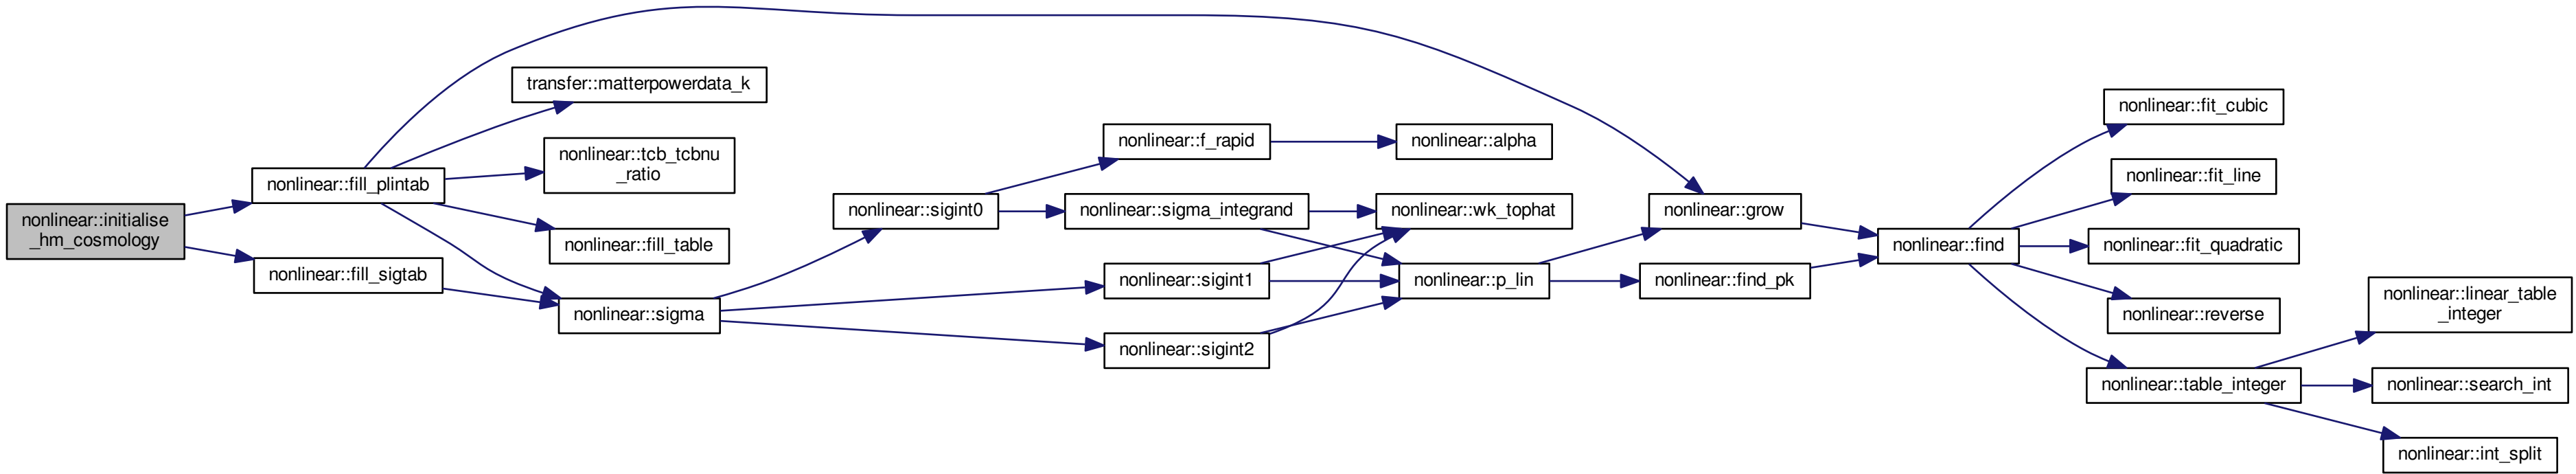 nonlinear::initialise
_hm_cosmology
nonlinear::fill_plintab
nonlinear::fill_sigtab
transfer::matterpowerdata_k
nonlinear::tcb_tcbnu
_ratio
nonlinear::fill_table
nonlinear::sigma
nonlinear::sigint0
nonlinear::f_rapid
nonlinear::sigma_integrand
nonlinear::sigint1
nonlinear::sigint2
nonlinear::alpha
nonlinear::wk_tophat
nonlinear::p_lin
nonlinear::grow
nonlinear::find_pk
nonlinear::find
nonlinear::fit_cubic
nonlinear::fit_line
nonlinear::fit_quadratic
nonlinear::reverse
nonlinear::table_integer
nonlinear::linear_table
_integer
nonlinear::search_int
nonlinear::int_split